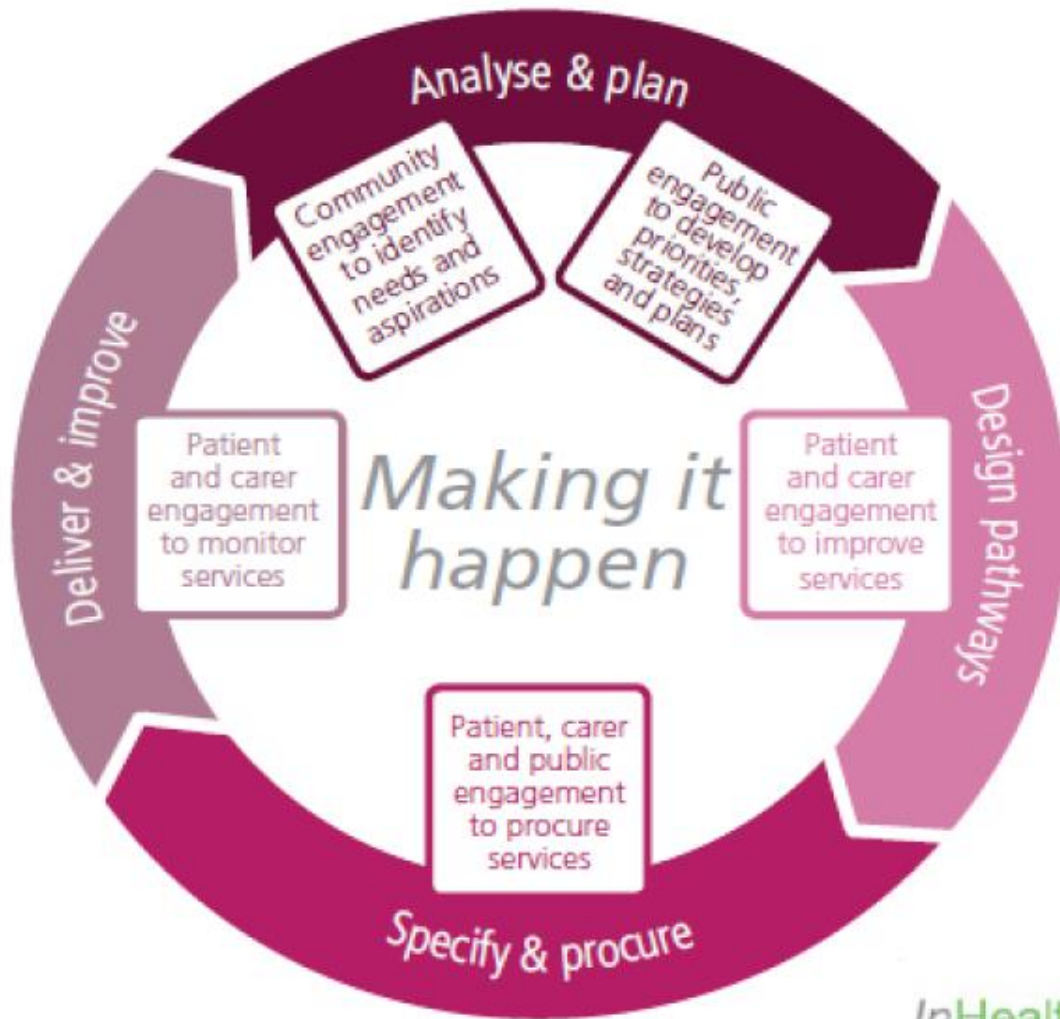 Analyse & plan
Community
engagement
to identify
needs and
aspirations
Public
engagement
to develop
priorities,
strategies
and plans
Deliver & improve
Patient
and carer
engagement
to monitor
services
Making it
happen
Patient
and carer
engagement
to improve
services
Design pathways
Patient, carer
and public
engagement
to procure
services
Specify & procure